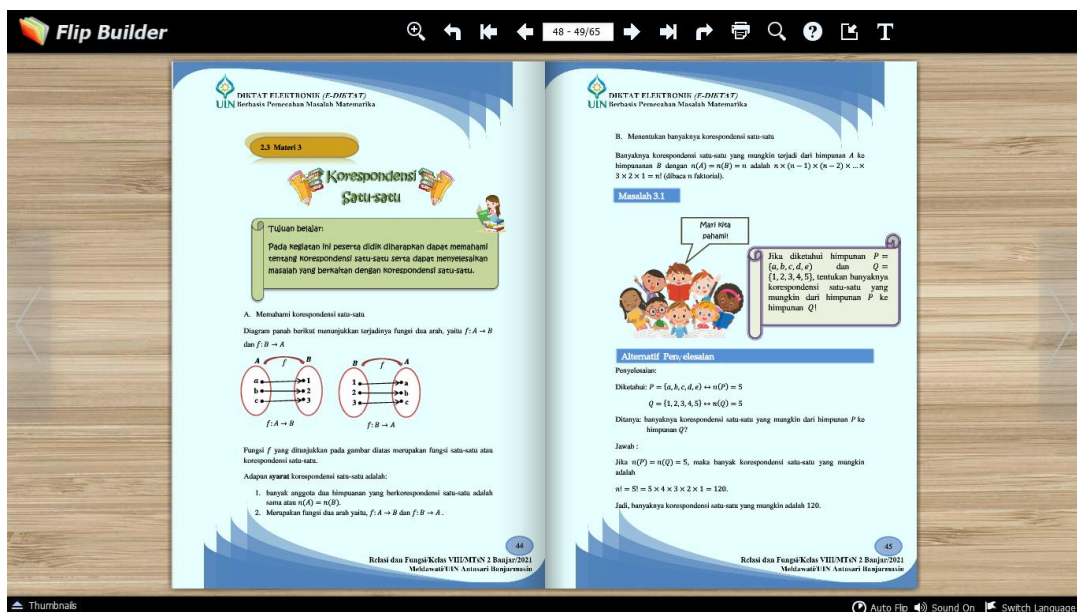 Flip Builder
48 - 49/65
DIKTAT ELEKTRONIK (E-DIKTAT)
UIN Berbasis Pemecahan Masalah Matematika
2.3 Materi 3
Korespondensi
Satu-satu
Tujuan belajar:
Pada kegiatan ini peserta didik diharapkan dapat memahami
tentang korespondensi satu-satu serta dapat menyelesaikan
masalah yang berkaitan dengan korespondensi satu-satu.
A. Memahami korespondensi satu-satu
Diagram panah berikut menunjukkan terjadinya fungsi dua arah, yaitu f: A → B
dan f: B → A
A f B
a 1
b 2
c 3
f: A → B
B f A
1 a
2 b
3 c
f: B → A
Fungsi f yang ditunjukkan pada gambar diatas merupakan fungsi satu-satu atau
korespondensi satu-satu.
Adapun syarat korespondensi satu-satu adalah:
1. banyak anggota dua himpuanan yang berkorespondensi satu-satu adalah
sama atau n(A) = n(B).
2. Merupakan fungsi dua arah yaitu, f: A → B dan f: B → A.
44
Relasi dan Fungsi/Kelas VIII/MTsN 2 Banjar/2021
Meldawati/UIN Antasari Banjarmasin
DIKTAT ELEKTRONIK (E-DIKTAT)
UIN Berbasis Pemecahan Masalah Matematika
B. Menentukan banyaknya korespondensi satu-satu
Banyaknya korespondensi satu-satu yang mungkin terjadi dari himpunan A ke
himpunanan B dengan n(A) = n(B) = n adalah n × (n − 1) × (n − 2) × ... ×
3 × 2 × 1 = n! (dibaca n faktorial).
Masalah 3.1
Mari kita
pahami!
Jika diketahui himpunan P =
{a, b, c, d, e} dan Q =
{1, 2, 3, 4, 5}, tentukan banyaknya
korespondensi satu-satu yang
mungkin dari himpunan P ke
himpunan Q!
Alternatif Penyelesaian
Penyelesaian:
Diketahui: P = {a, b, c, d, e} ↔ n(P) = 5
Q = {1, 2, 3, 4, 5} ↔ n(Q) = 5
Ditanya: banyaknya korespondensi satu-satu yang mungkin dari himpunan P ke
himpunan Q?
Jawab :
Jika n(P) = n(Q) = 5, maka banyak korespondensi satu-satu yang mungkin
adalah
n! = 5! = 5 × 4 × 3 × 2 × 1 = 120.
Jadi, banyaknya korespondensi satu-satu yang mungkin adalah 120.
45
Relasi dan Fungsi/Kelas VIII/MTsN 2 Banjar/2021
Meldawati/UIN Antasari Banjarmasin
Thumbnails
Auto Flip Sound On Switch Language